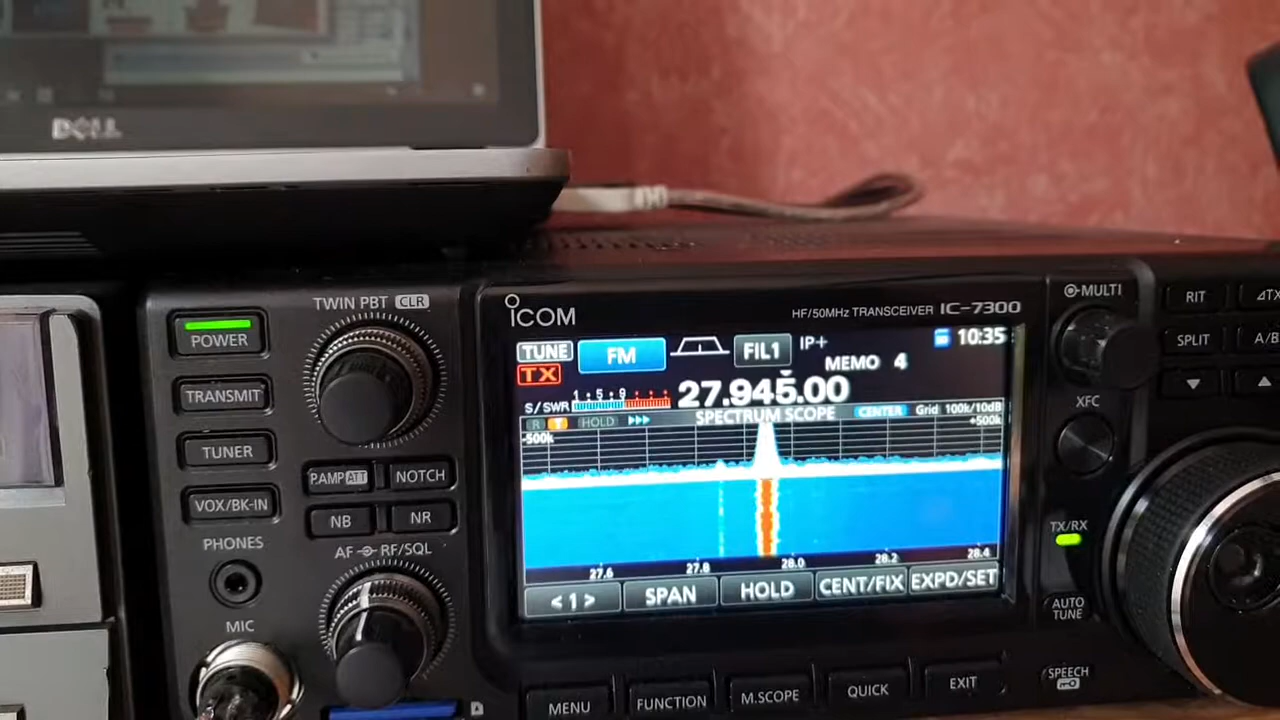 DELL
TWIN PBT CLR
POWER
TRANSMIT
TUNER
VOX/BK-IN
PHONES
MIC
P.AMP ATT
NOTCH
NB
NR
AF RF/SQL
ICOM
HF/50MHz TRANSCEIVER IC-7300
TUNE
FM
FIL1
IP+
10:35
TX
MEMO 4
27.945.00
S/SWR 1 5 9
SPECTRUM SCOPE
CENTER
Grid 100k/10dB
R T HOLD
-500k
+500k
27.6 27.8 28.0 28.2 28.4
<1> SPAN HOLD CENT/FIX EXPD/SET
MENU FUNCTION M.SCOPE QUICK EXIT
MULTI
RIT
⊿TX
SPLIT
A/B
XFC
TX/RX
AUTO
TUNE
SPEECH